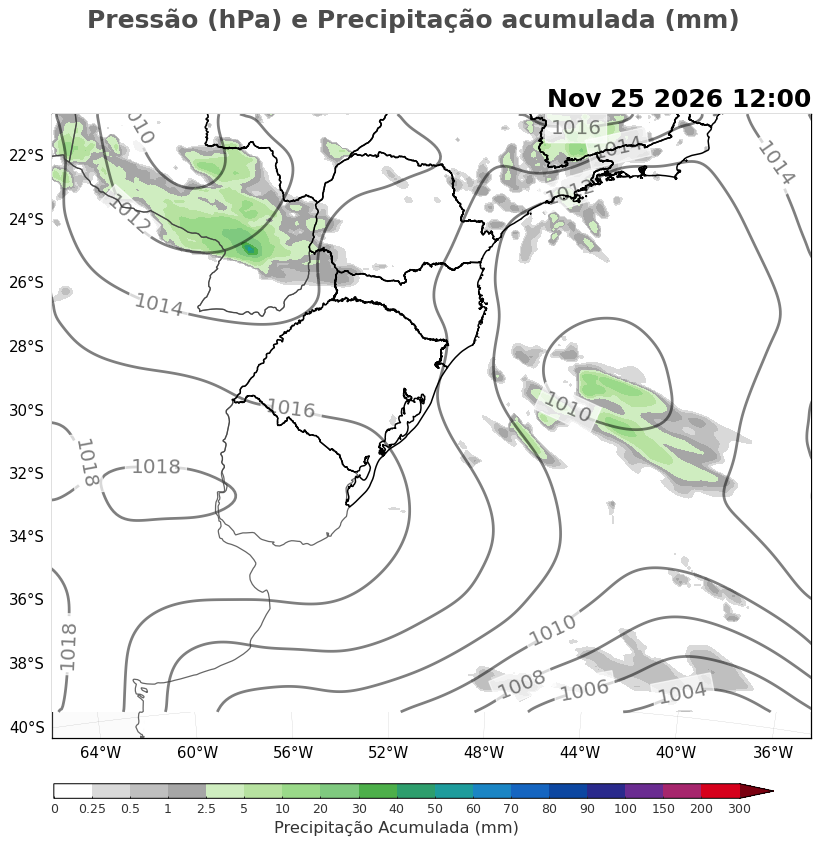 Pressão (hPa) e Precipitação acumulada (mm)
Nov 25 2026 12:00
1016
1014
1014
1012
1012
1014
1016
1018
1018
1018
1010
1010
1008
1006
1004
22°S
24°S
26°S
28°S
30°S
32°S
34°S
36°S
38°S
40°S
64°W 60°W 56°W 52°W 48°W 44°W 40°W 36°W
0 0.25 0.5 1 2.5 5 10 20 30 40 50 60 70 80 90 100 150 200 300
Precipitação Acumulada (mm)